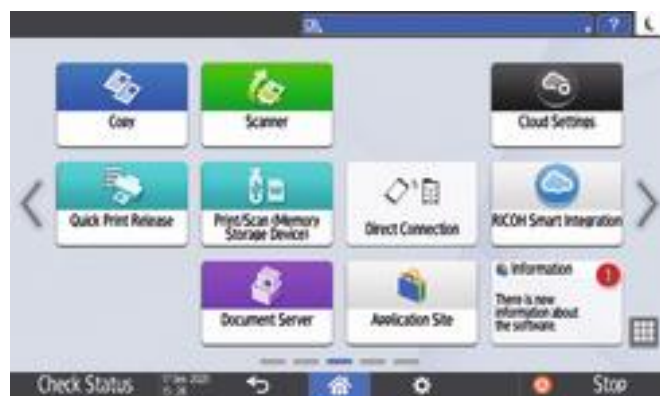 ?
Copy
Scanner
Cloud Settings
Quick Print Release
Print/Scan (Memory
Storage Device)
Direct Connection
RICOH Smart Integration
Information
There is new
information about
the software.
Document Server
Application Site
Check Status
Stop